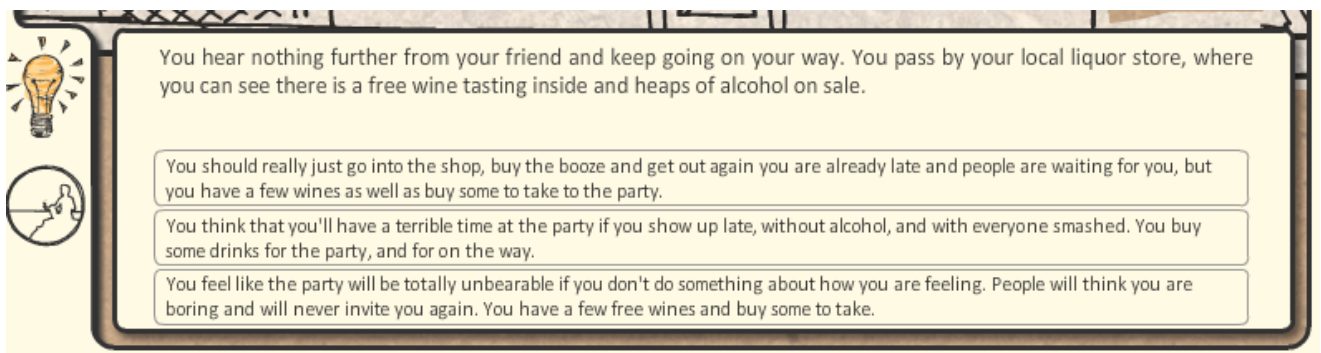 You hear nothing further from your friend and keep going on your way. You pass by your local liquor store, where
you can see there is a free wine tasting inside and heaps of alcohol on sale.
You should really just go into the shop, buy the booze and get out again you are already late and people are waiting for you, but
you have a few wines as well as buy some to take to the party.
You think that you'll have a terrible time at the party if you show up late, without alcohol, and with everyone smashed. You buy
some drinks for the party, and for on the way.
You feel like the party will be totally unbearable if you don't do something about how you are feeling. People will think you are
boring and will never invite you again. You have a few free wines and buy some to take.